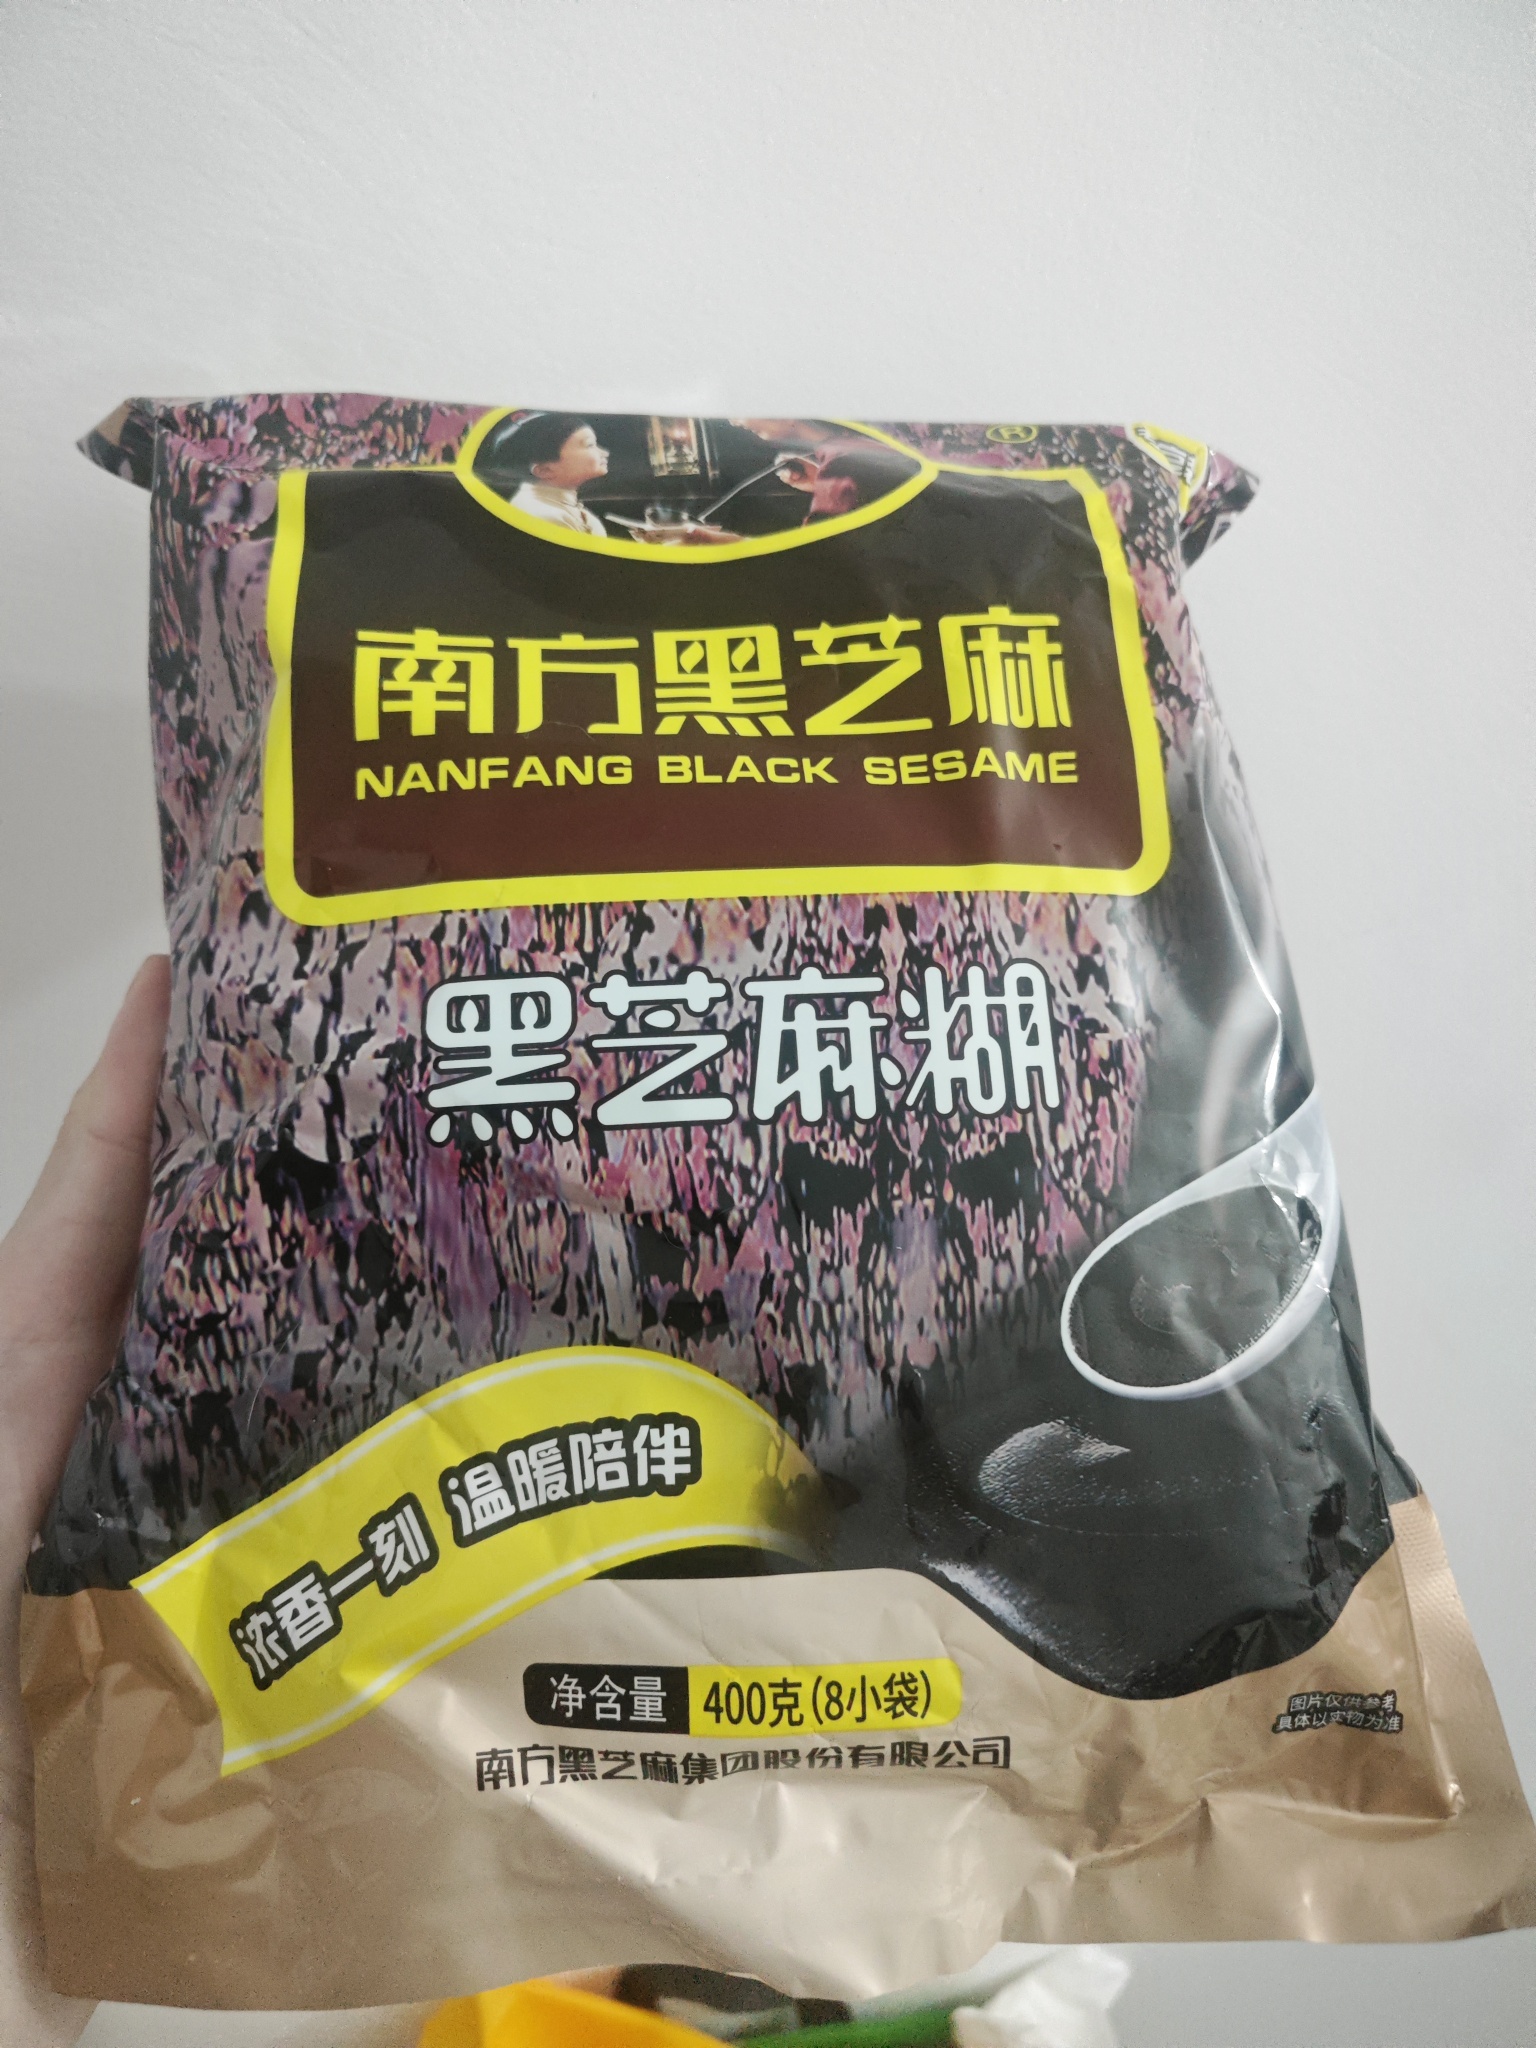 ®
南方黑芝麻
NANFANG BLACK SESAME
黑芝麻糊
浓香一刻 温暖陪伴
净含量 400克(8小袋)
南方黑芝麻集团股份有限公司
图片仅供参考
具体以实物为准